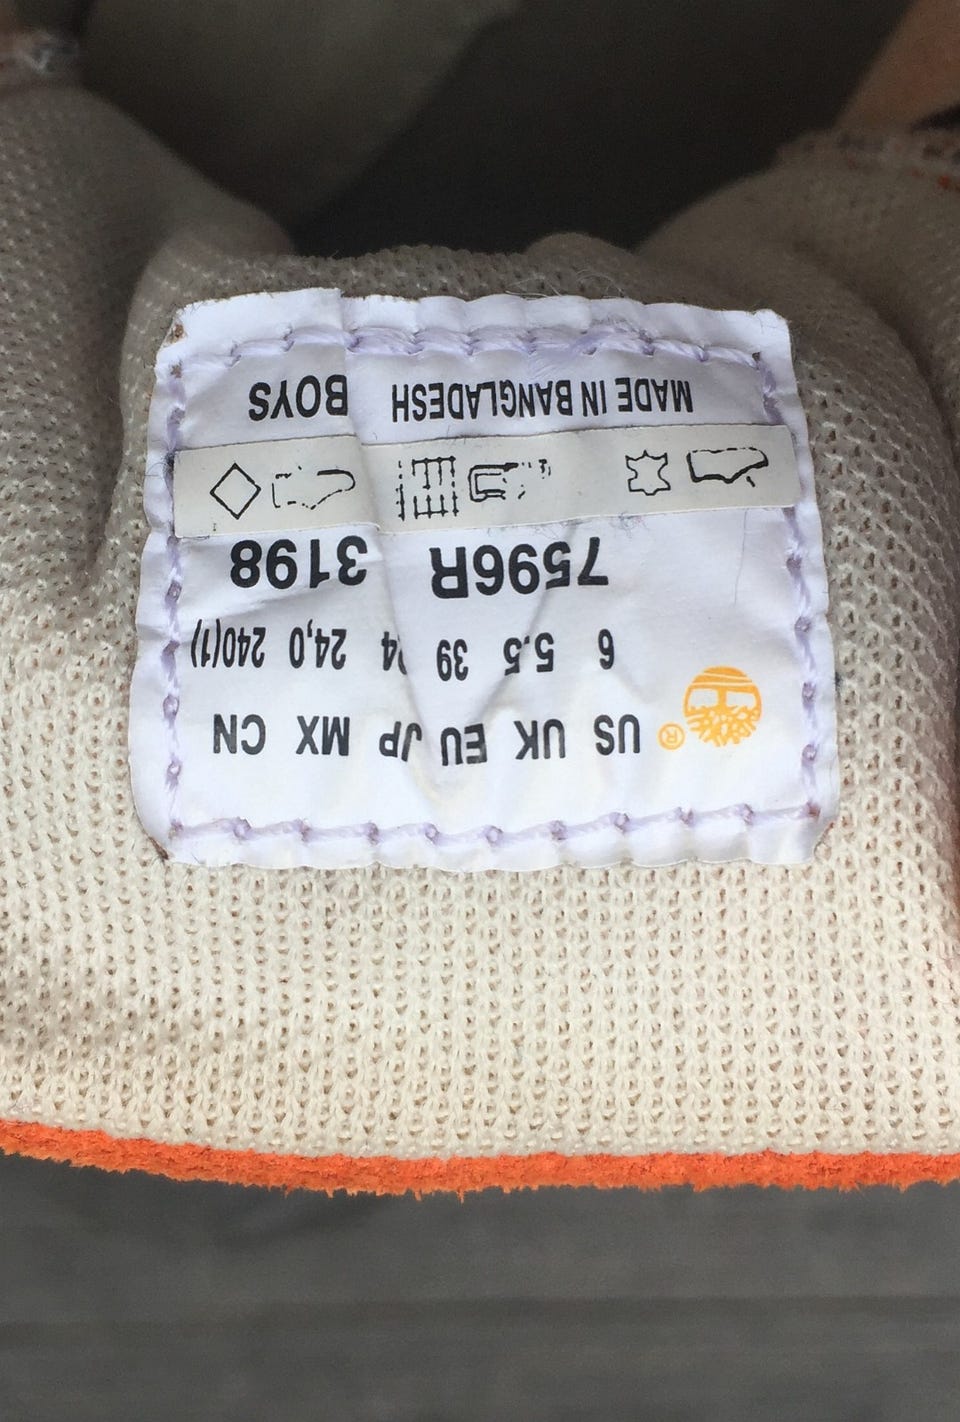 US UK EU JP MX CN
6 5.5 39 24 24,0 240(1)
7596R 3198
MADE IN BANGLADESH BOYS